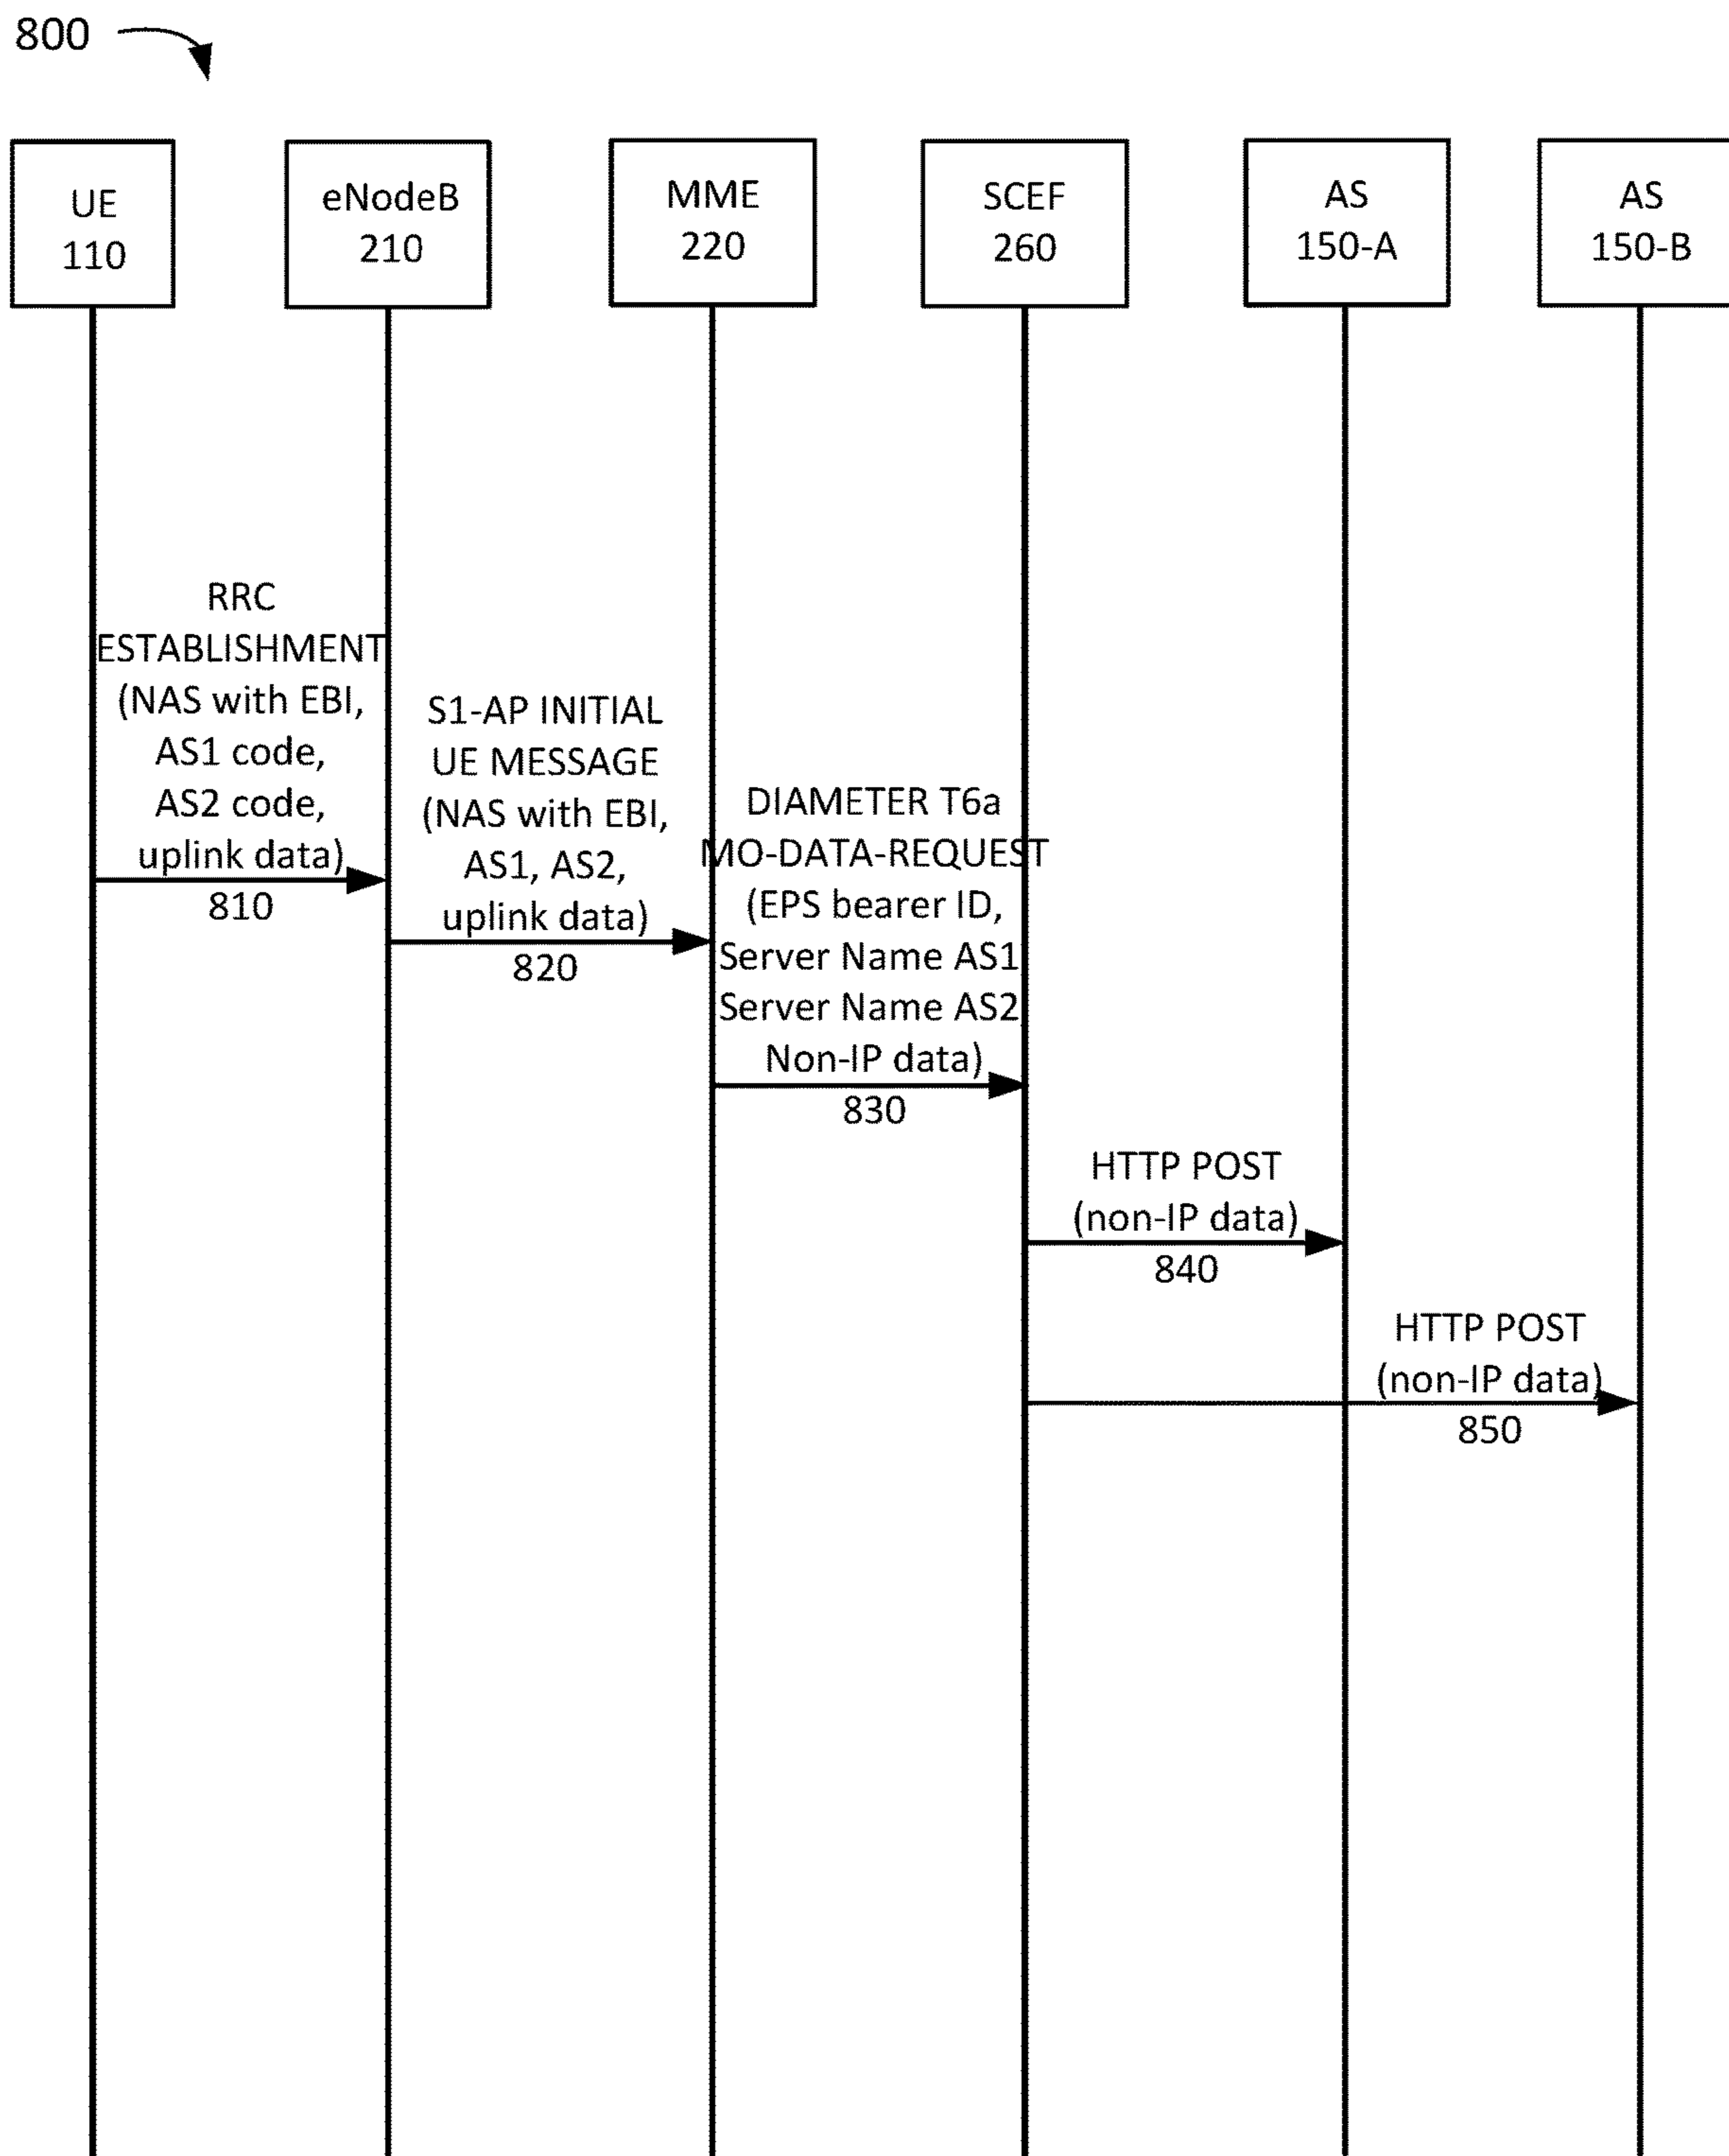 800
UE
110
eNodeB
210
MME
220
SCEF
260
AS
150-A
AS
150-B
RRC
ESTABLISHMENT
(NAS with EBI,
AS1 code,
AS2 code,
uplink data)
810
S1-AP INITIAL
UE MESSAGE
(NAS with EBI,
AS1, AS2,
uplink data)
820
DIAMETER T6a
MO-DATA-REQUEST
(EPS bearer ID,
Server Name AS1
Server Name AS2
Non-IP data)
830
HTTP POST
(non-IP data)
840
HTTP POST
(non-IP data)
850